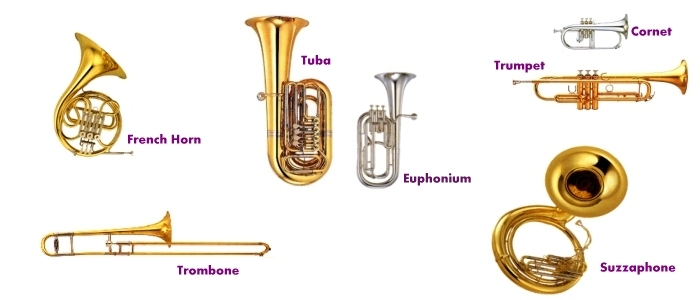 Cornet
Tuba
Trumpet
French Horn
Euphonium
Trombone
Suzzaphone